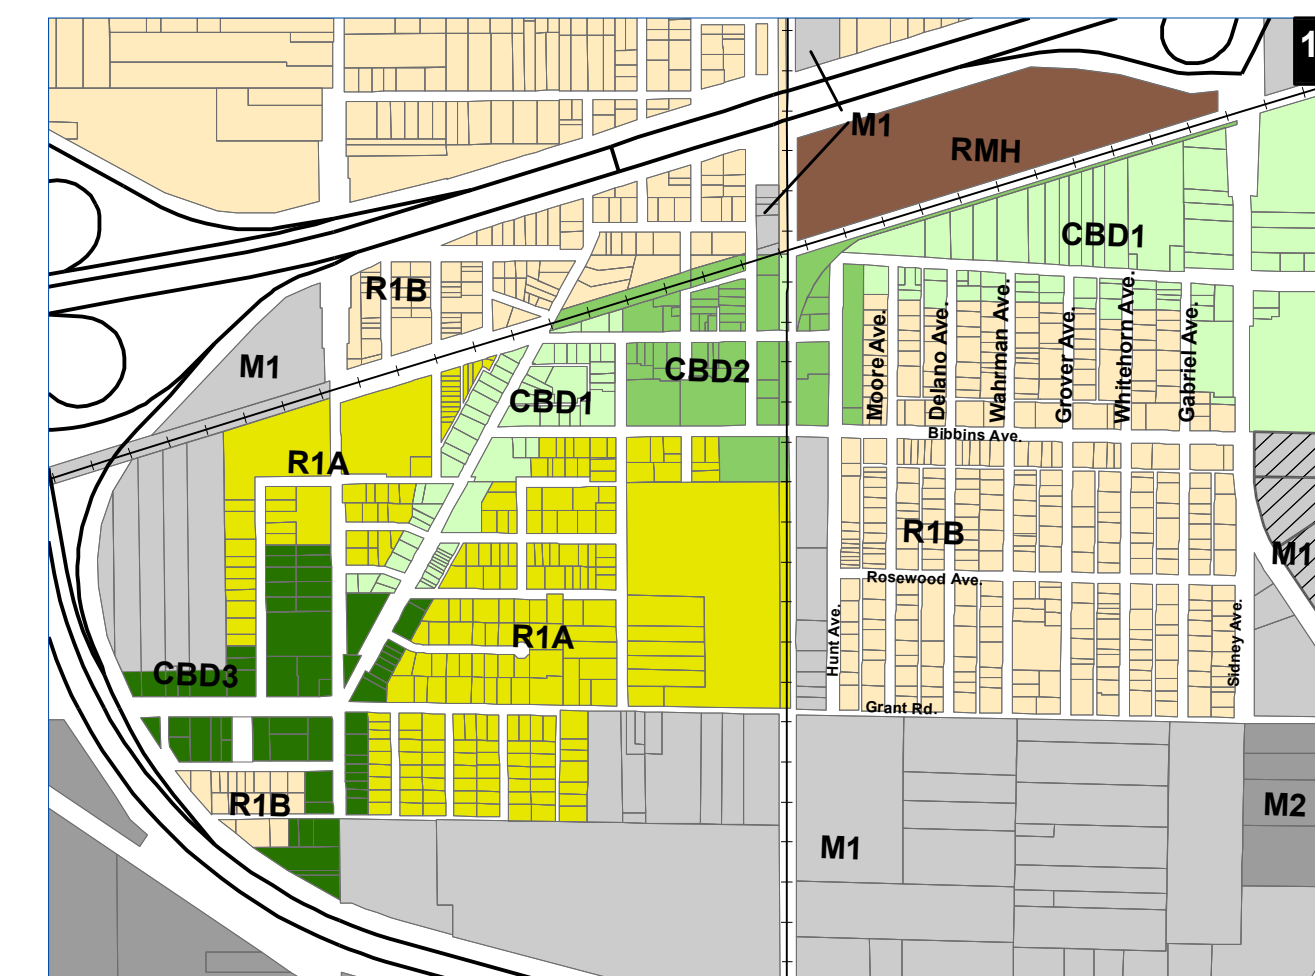 1
M1
RMH
CBD1
R1B
M1
CBD2
CBD1
Moore Ave.
Delano Ave.
Wahrman Ave.
Grover Ave.
Whitehorn Ave.
Gabriel Ave.
Bibbins Ave.
R1A
R1B
M1
Rosewood Ave.
R1A
Hunt Ave.
Sidney Ave.
CBD3
Grant Rd.
R1B
M2
M1